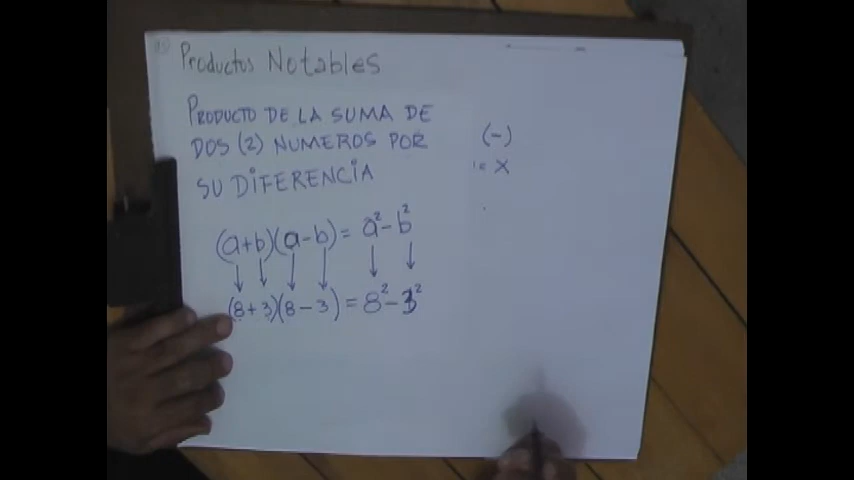 Productos Notables
PRODUCTO DE LA SUMA DE
DOS (2) NUMEROS POR
SU DIFERENCIA
(a+b)(a-b) = a²-b²
(8+3)(8-3) = 8²-3²
(-)
= X